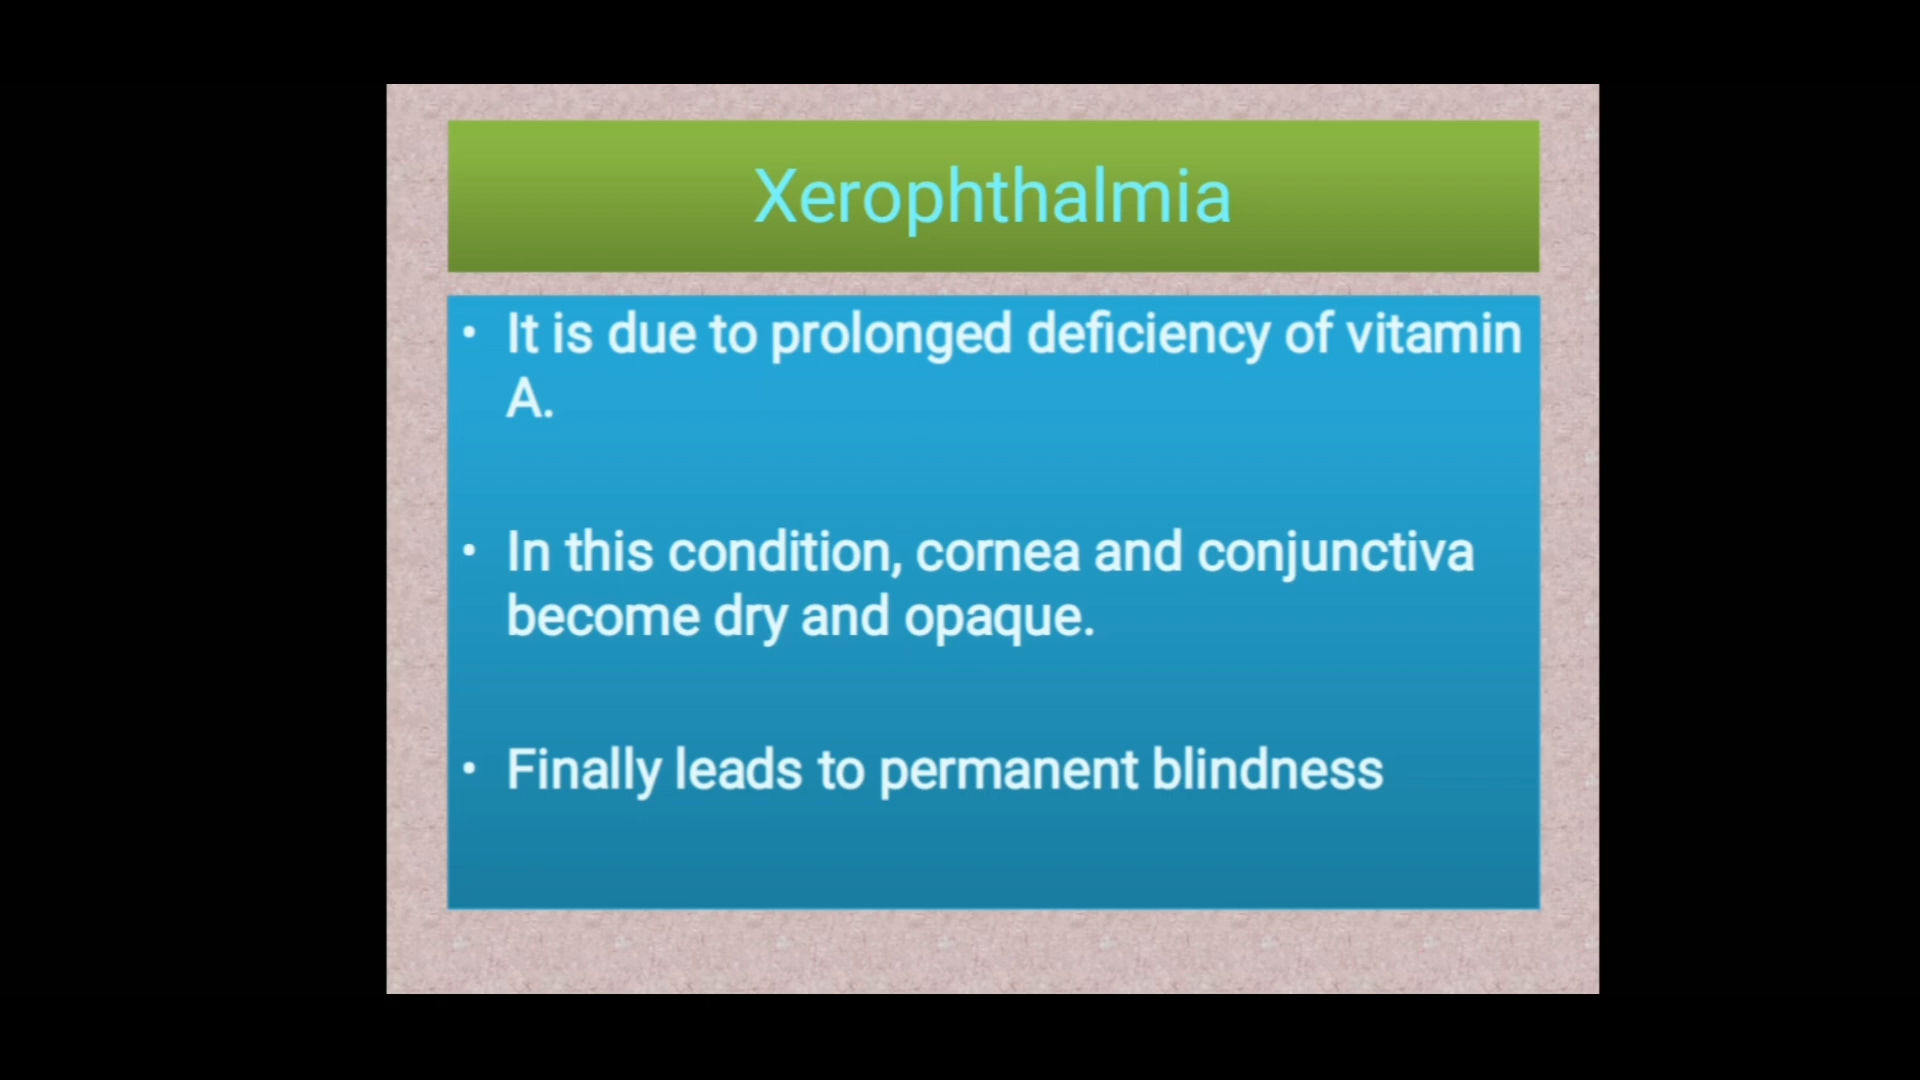 Xerophthalmia
• It is due to prolonged deficiency of vitamin
A.
• In this condition, cornea and conjunctiva
become dry and opaque.
• Finally leads to permanent blindness